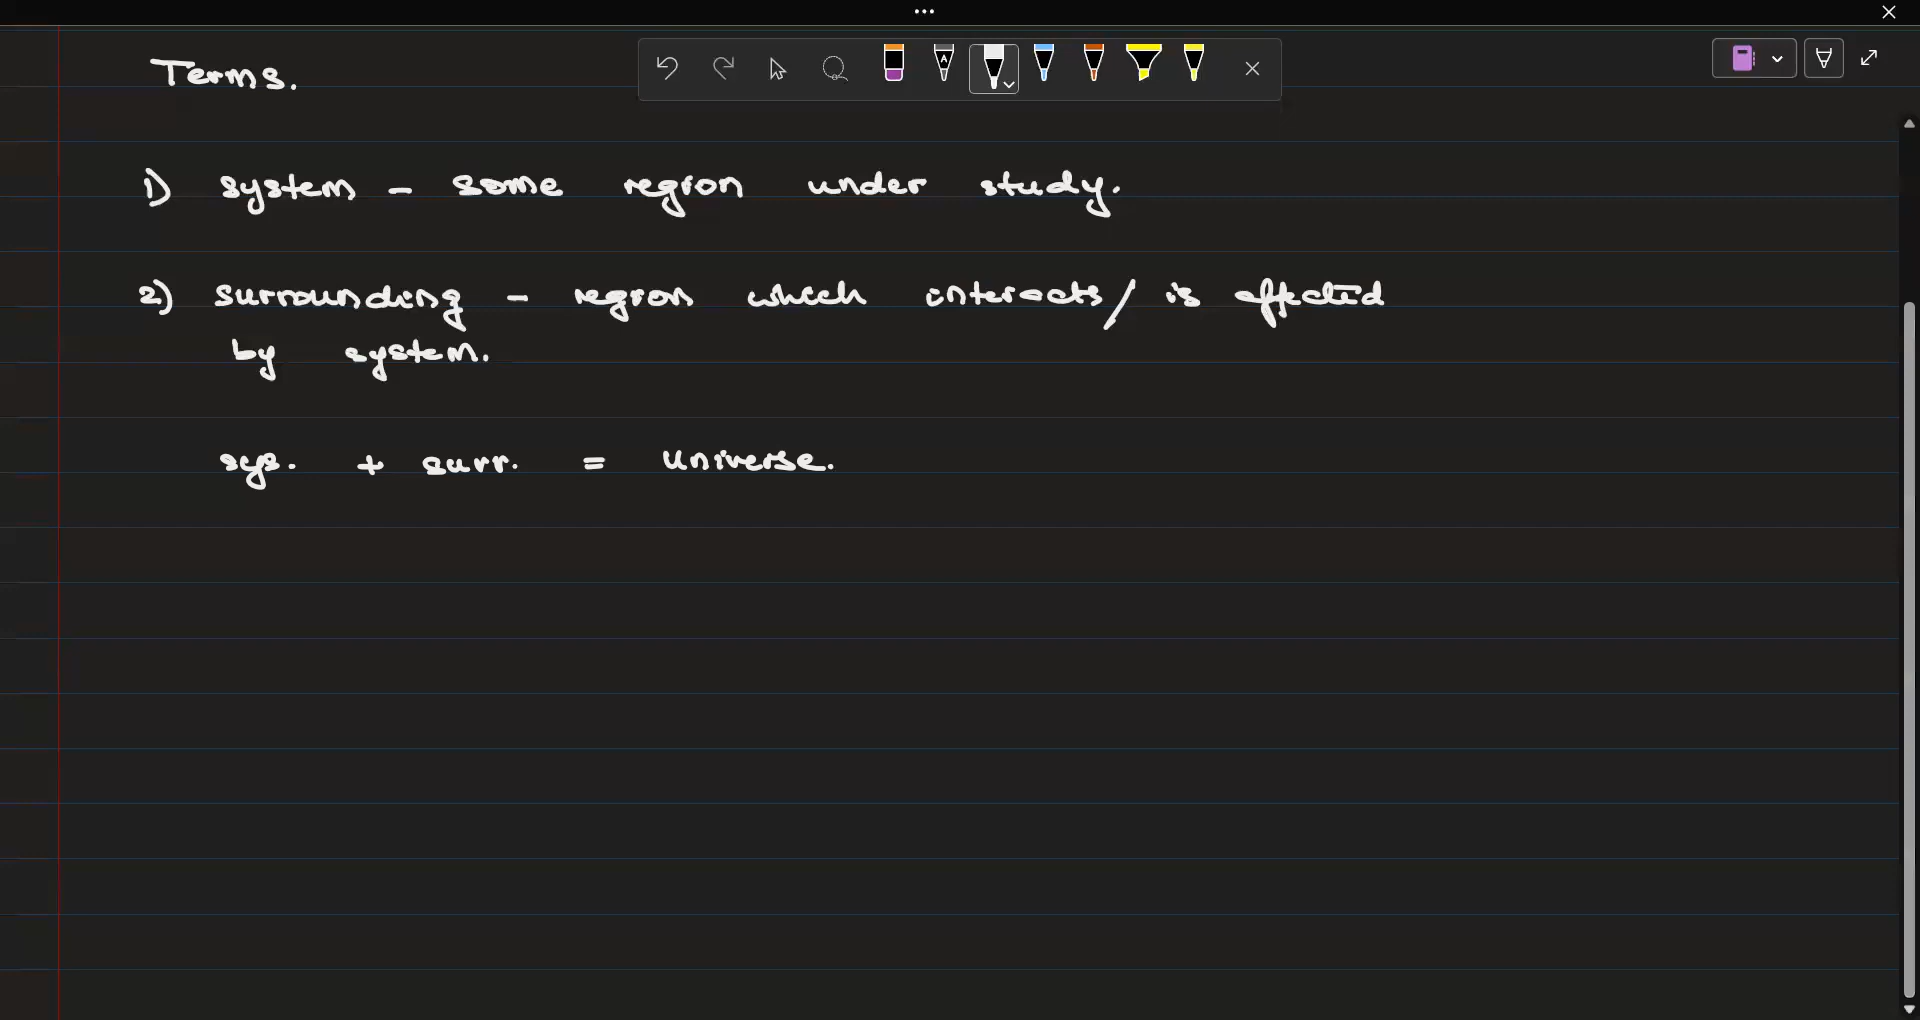 Terms.
1) system - some region under study.
2) surrounding - region which interacts / is affected
by system.
sys. + surr. = Universe.